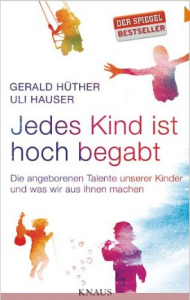 DER SPIEGEL
BESTSELLER
GERALD HÜTHER
ULI HAUSER
Jedes Kind ist
hoch begabt
Die angeborenen Talente unserer Kinder
und was wir aus ihnen machen
KNAUS